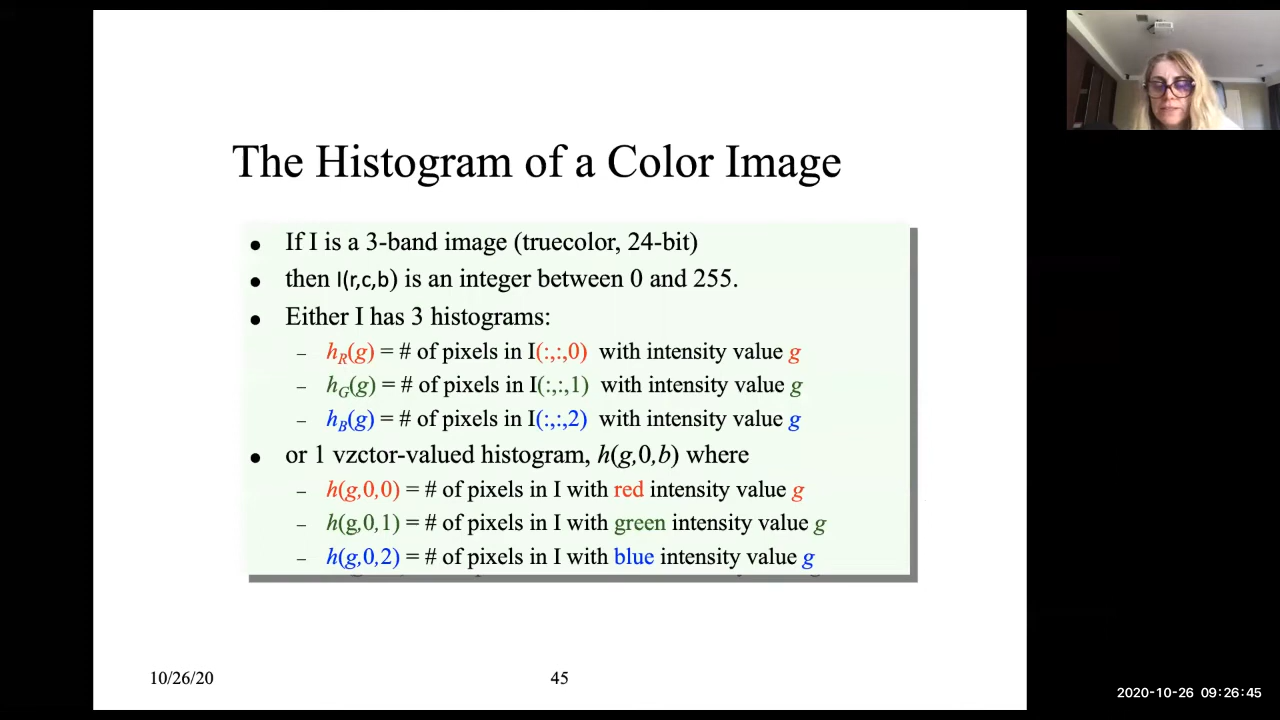 The Histogram of a Color Image
• If I is a 3-band image (truecolor, 24-bit)
• then I(r,c,b) is an integer between 0 and 255.
• Either I has 3 histograms:
– hR(g) = # of pixels in I(:,:,0) with intensity value g
– hG(g) = # of pixels in I(:,:,1) with intensity value g
– hB(g) = # of pixels in I(:,:,2) with intensity value g
• or 1 vzctor-valued histogram, h(g,0,b) where
– h(g,0,0) = # of pixels in I with red intensity value g
– h(g,0,1) = # of pixels in I with green intensity value g
– h(g,0,2) = # of pixels in I with blue intensity value g
10/26/20
45
2020-10-26 09:26:45